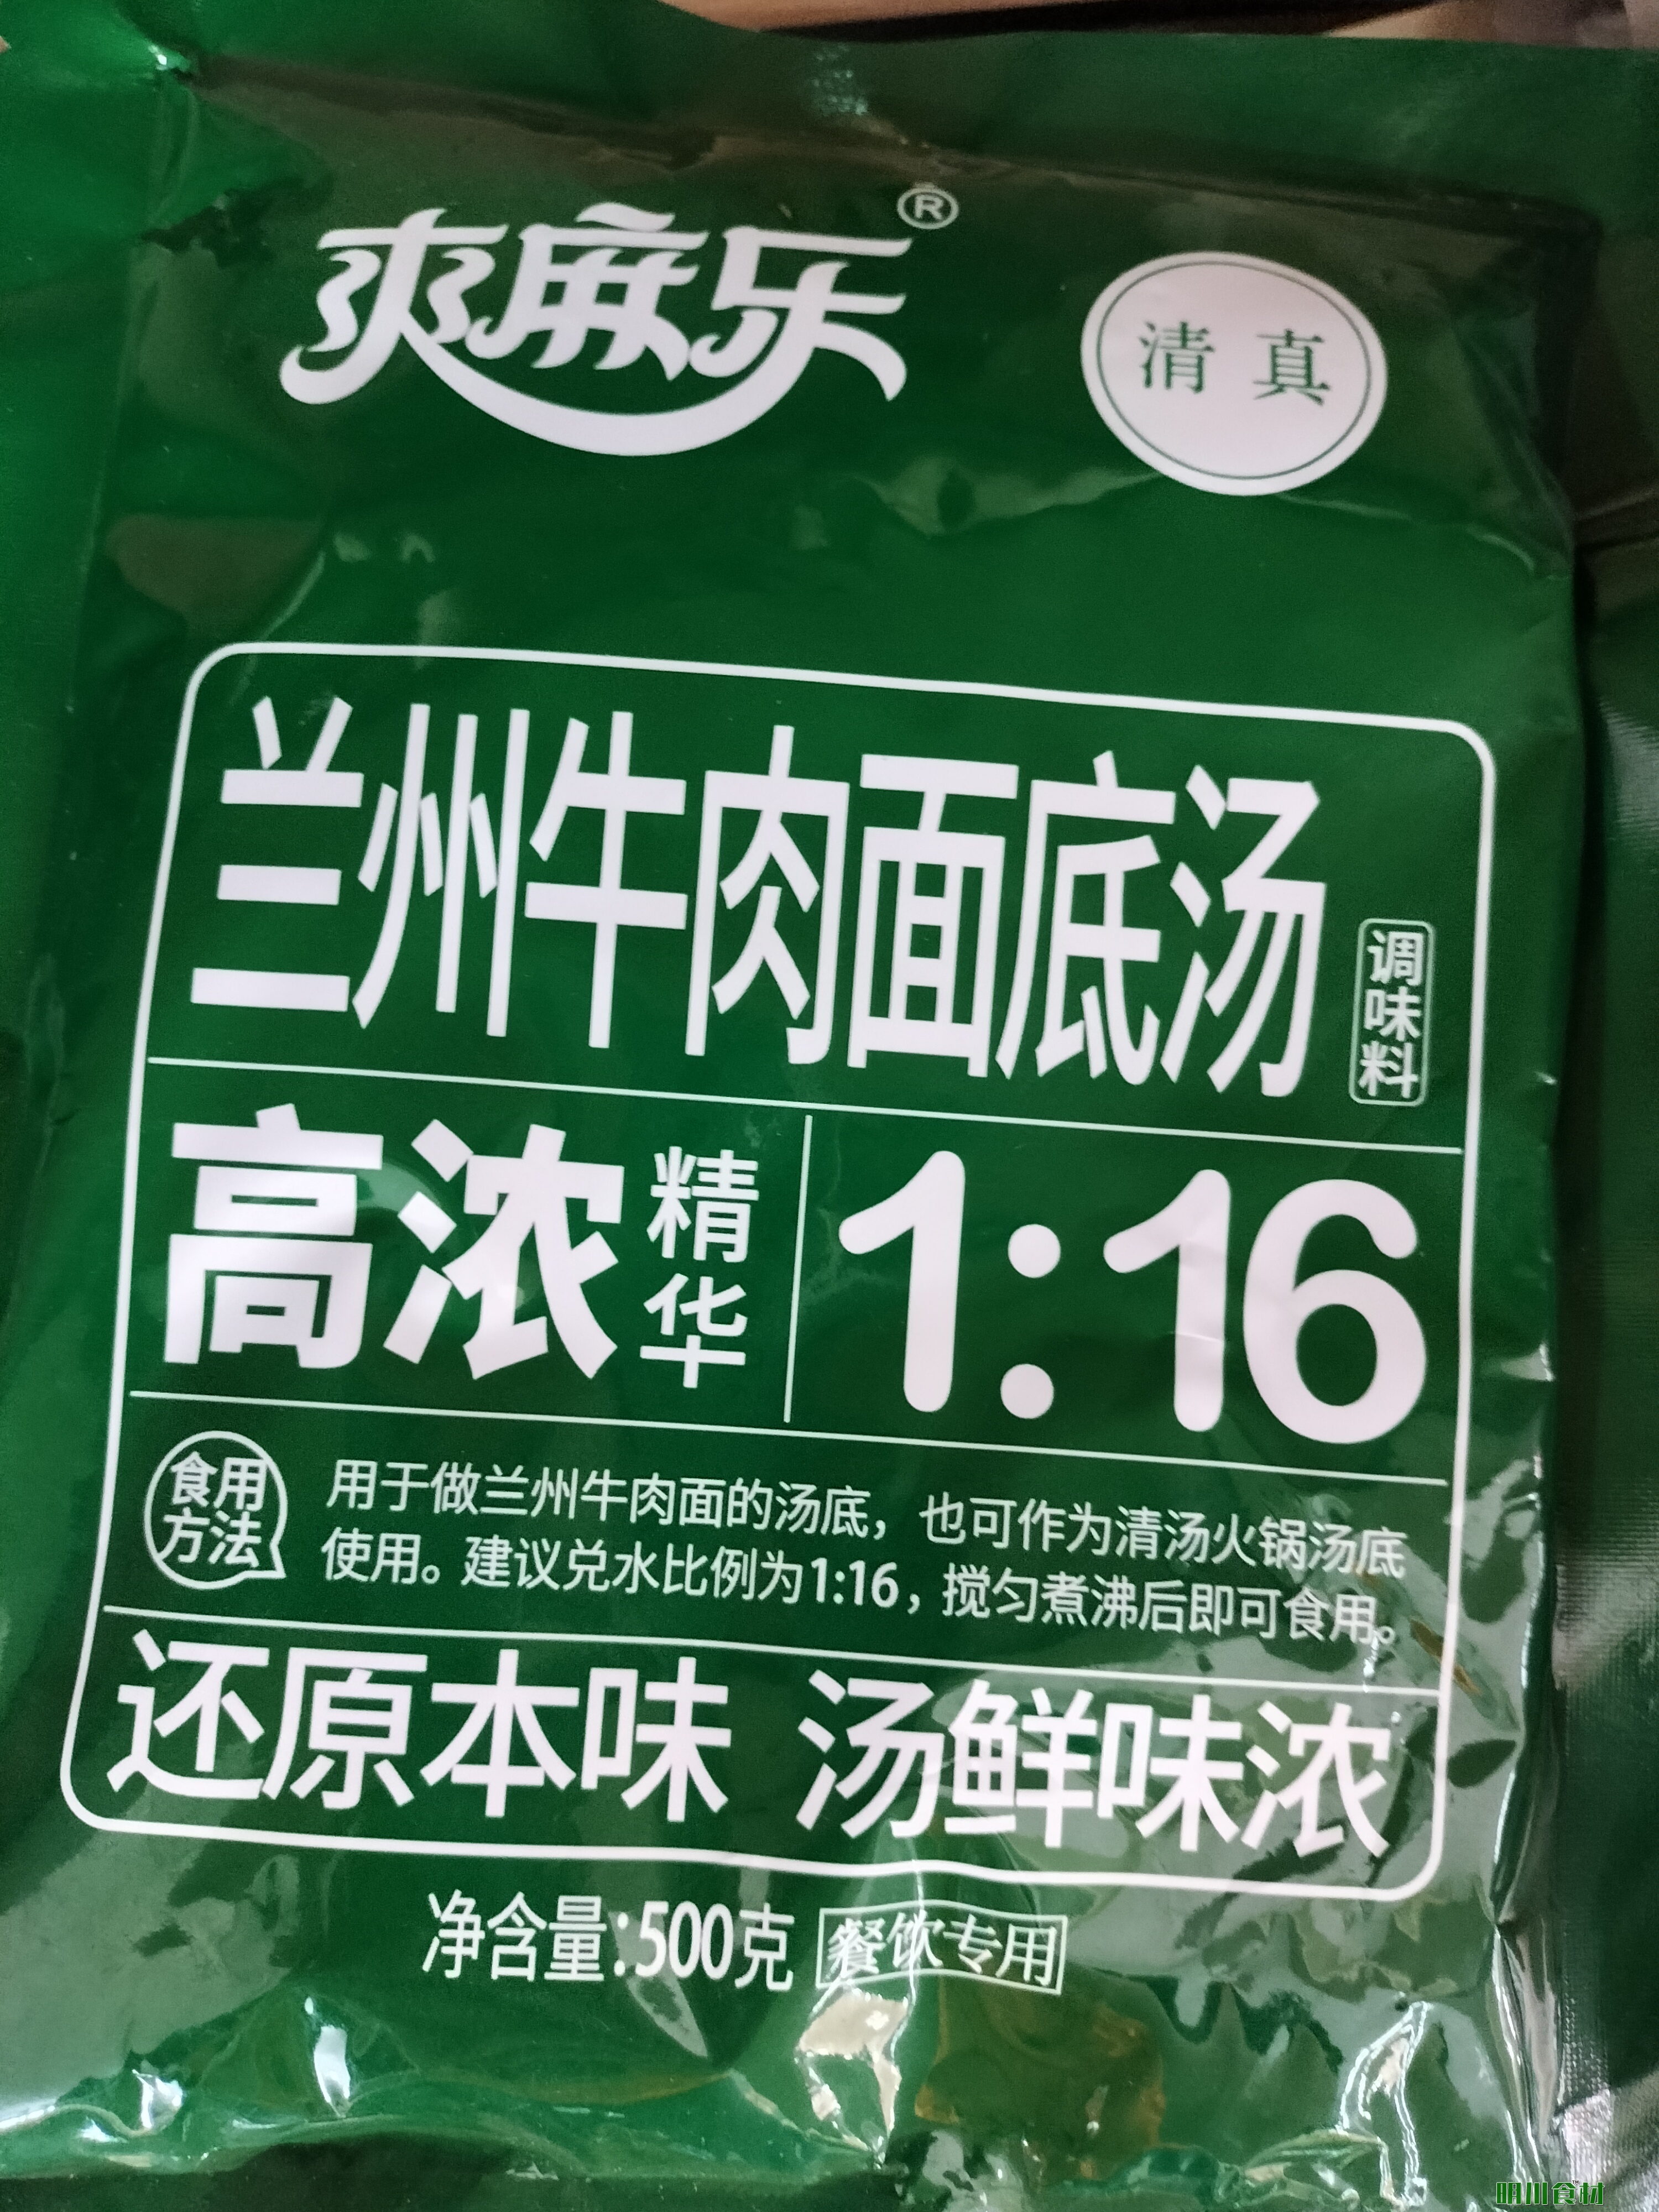 爽麻乐®
清真
兰州牛肉面底汤
调味料
高浓
精华
1:16
食用方法
用于做兰州牛肉面的汤底，也可作为清汤火锅汤底
使用。建议兑水比例为1:16，搅匀煮沸后即可食用。
还原本味 汤鲜味浓
净含量:500克 餐饮专用
明川食材